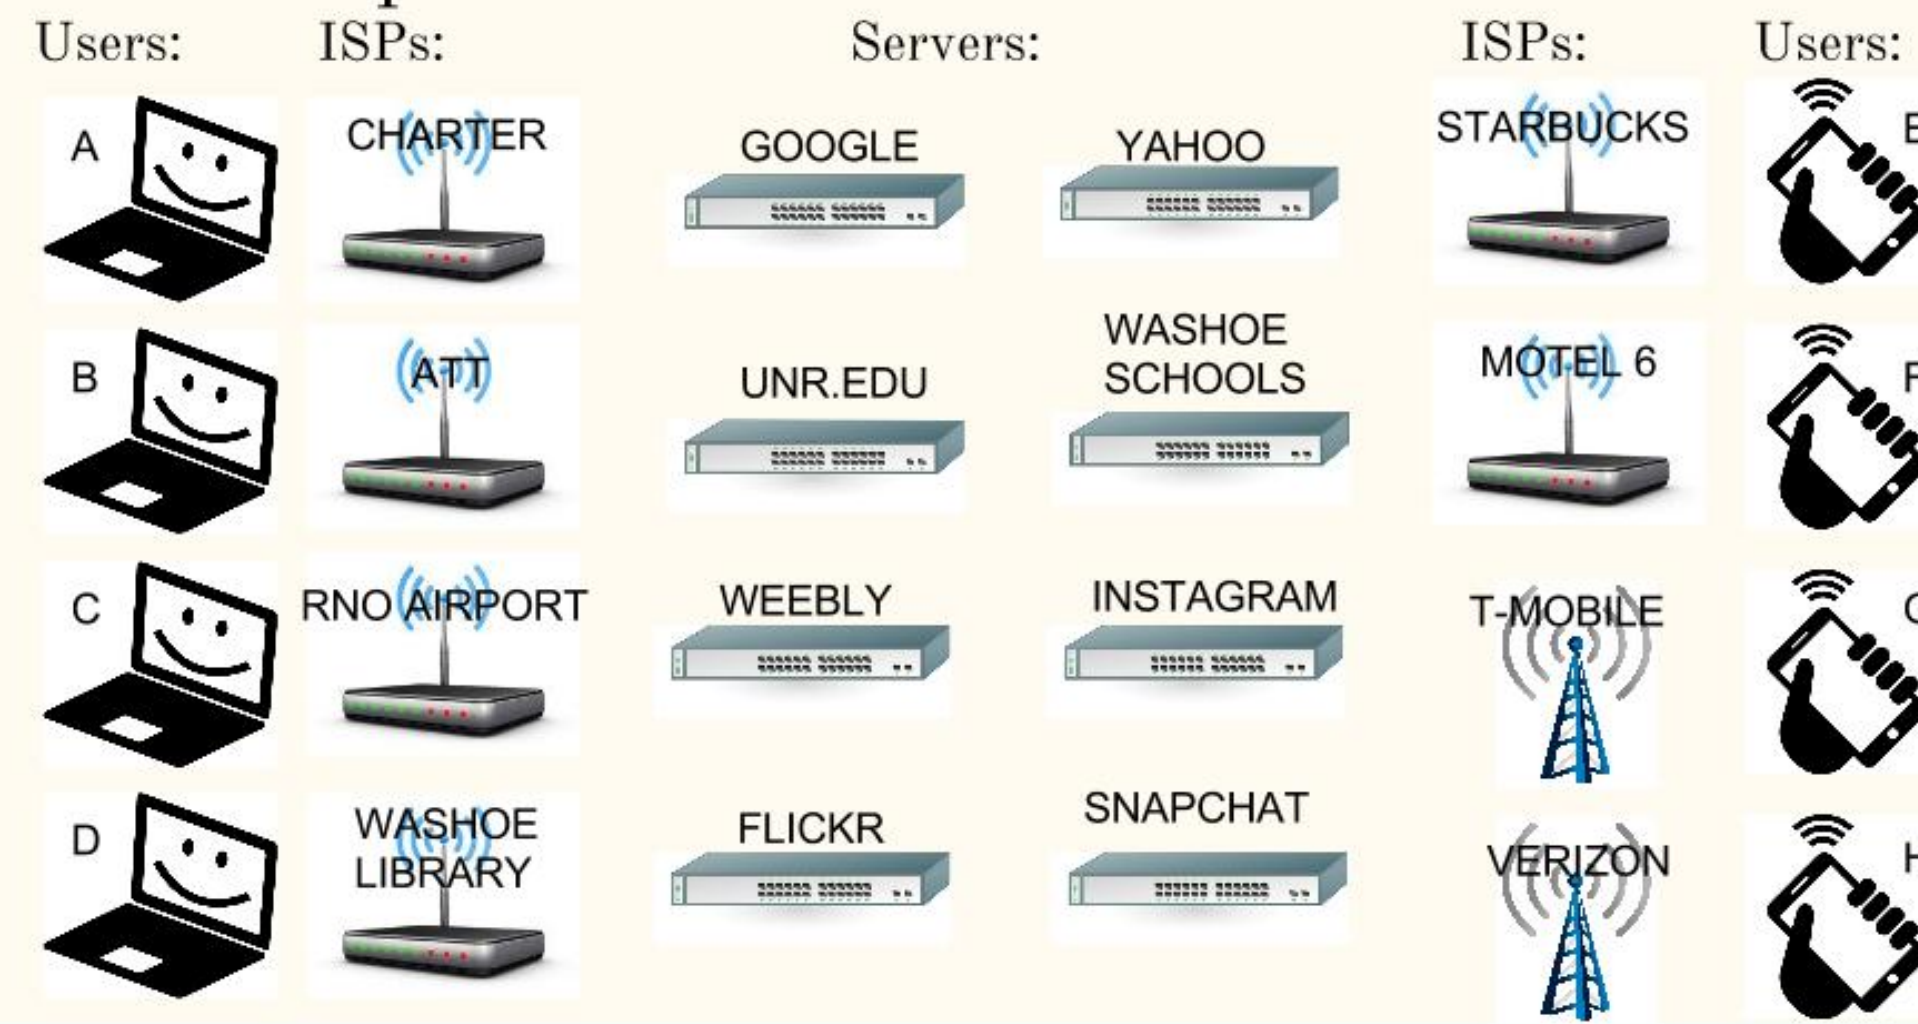 Users: ISPs: Servers: ISPs: Users:
A CHARTER GOOGLE YAHOO STARBUCKS
B ATT UNR.EDU WASHOE SCHOOLS MOTEL 6
C RNO AIRPORT WEEBLY INSTAGRAM T-MOBILE
D WASHOE LIBRARY FLICKR SNAPCHAT VERIZON